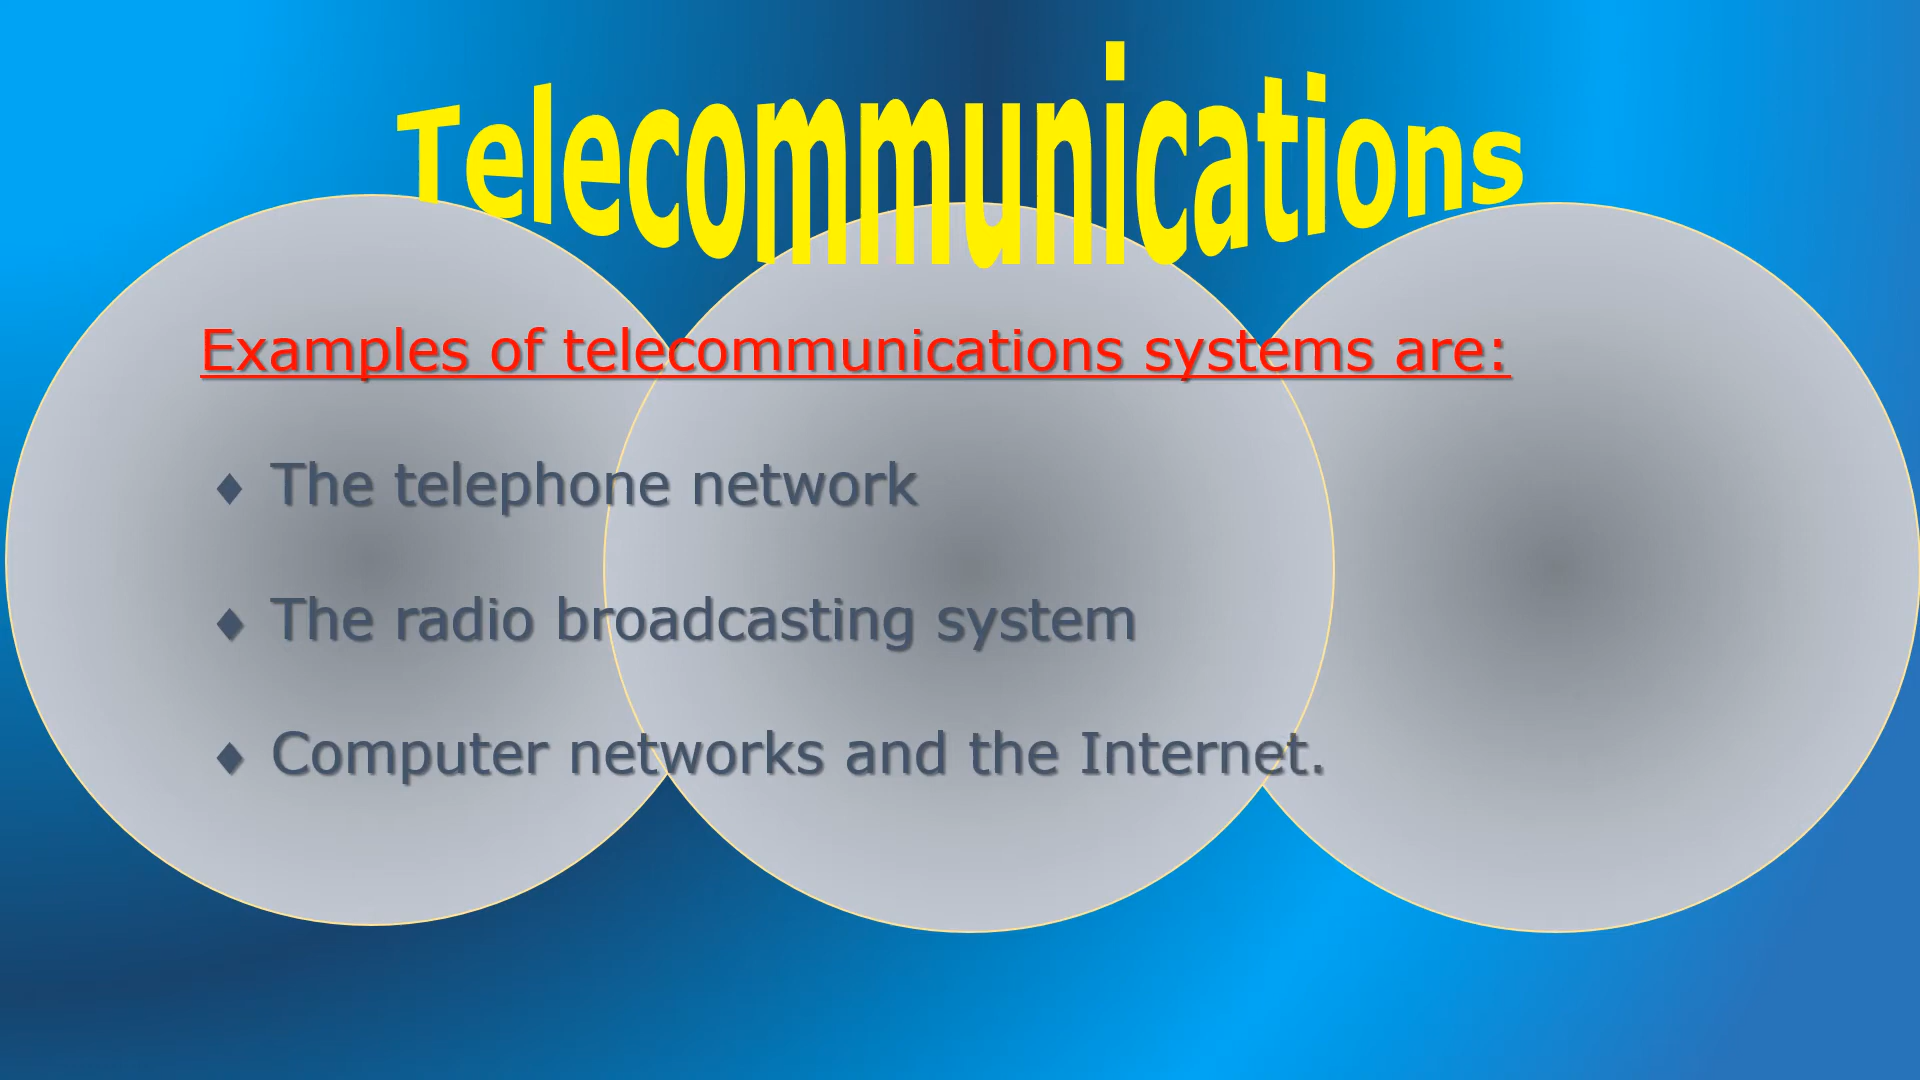 Telecommunications
Examples of telecommunications systems are:
♦ The telephone network
♦ The radio broadcasting system
♦ Computer networks and the Internet.